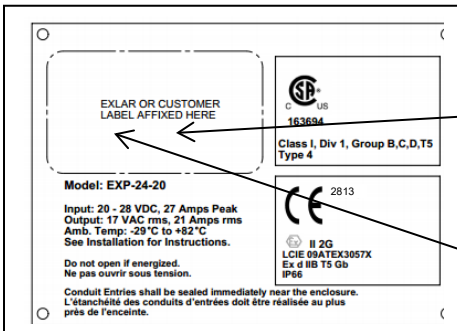 EXLAR OR CUSTOMER
LABEL AFFIXED HERE
Model: EXP-24-20
Input: 20 - 28 VDC, 27 Amps Peak
Output: 17 VAC rms, 21 Amps rms
Amb. Temp: -29°C to +82°C
See Installation for Instructions.
Do not open if energized.
Ne pas ouvrir sous tension.
Conduit Entries shall be sealed immediately near the enclosure.
L'étanchéité des conduits d'entrées doit être réalisée au plus
près de l'enceinte.
SA
C US
163694
Class I, Div 1, Group B,C,D,T5
Type 4
CE 2813
Ex II 2G
LCIE 09ATEX3057X
Ex d IIB T5 Gb
IP66